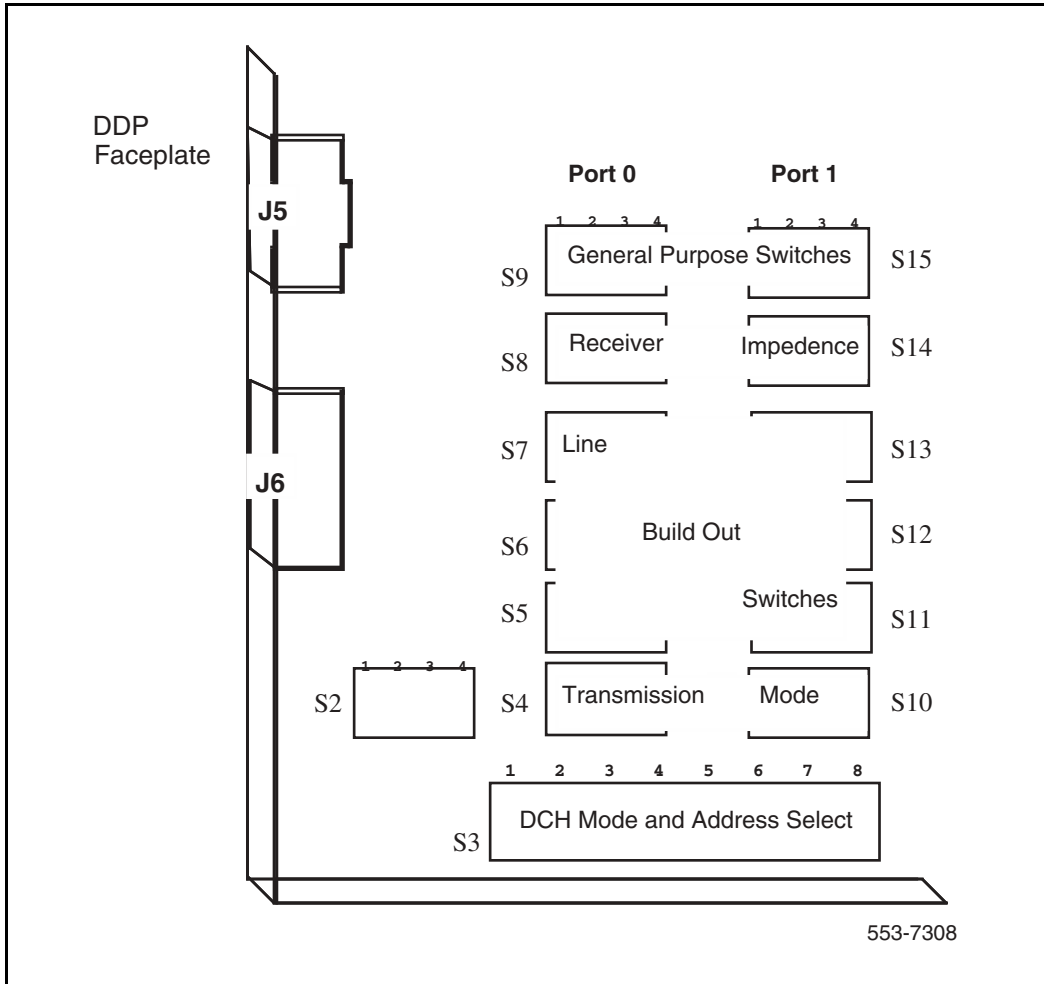 DDP
Faceplate
Port 0 Port 1
J5
1 2 3 4 1 2 3 4
S9 General Purpose Switches S15
S8 Receiver Impedence S14
S7 Line S13
J6
S6 Build Out S12
S5 Switches S11
1 2 3 4
S2 S4 Transmission Mode S10
1 2 3 4 5 6 7 8
S3 DCH Mode and Address Select
553-7308